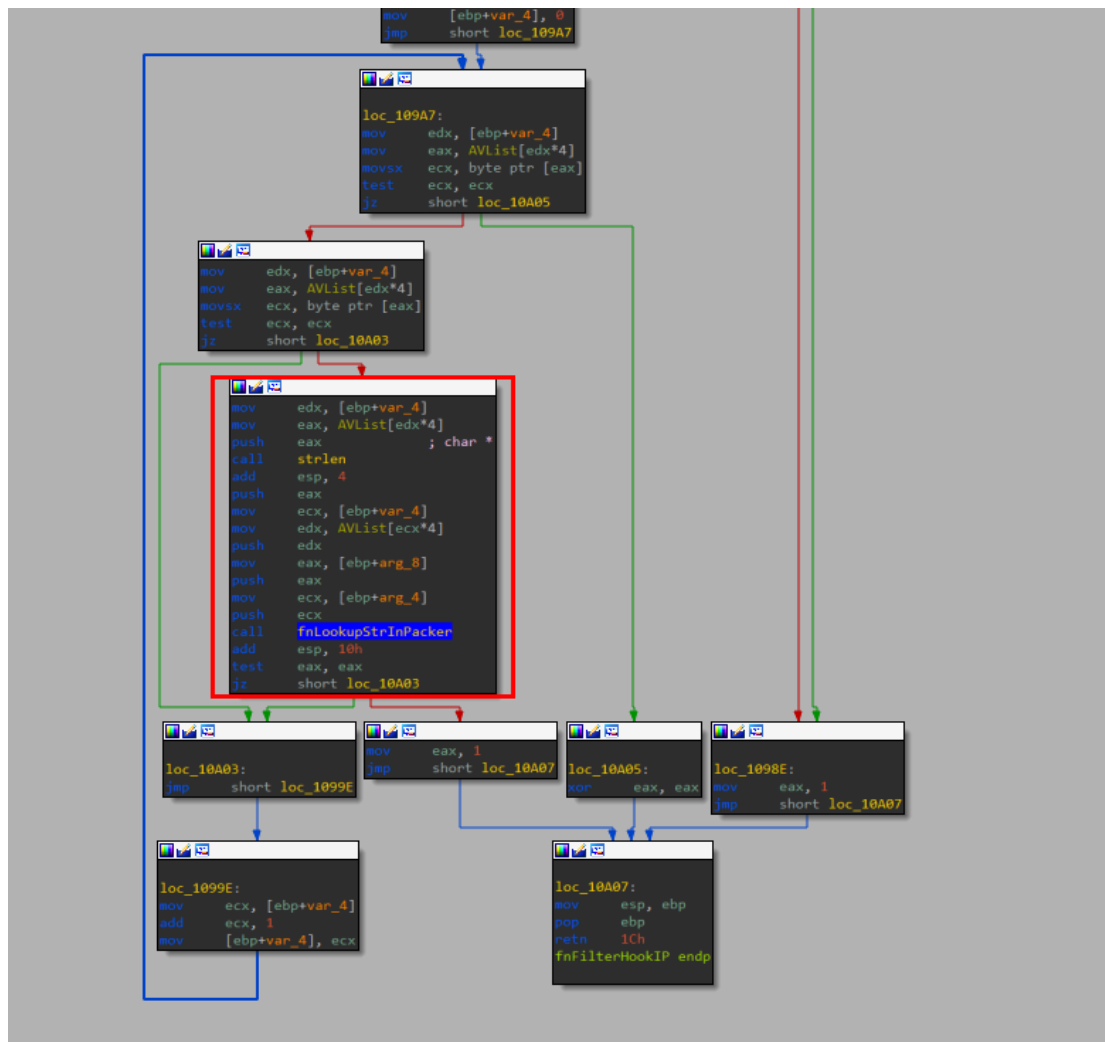 mov [ebp+var_4], 0
jmp short loc_109A7
loc_109A7:
mov edx, [ebp+var_4]
mov eax, AVList[edx*4]
movsx ecx, byte ptr [eax]
test ecx, ecx
jz short loc_10A05
mov edx, [ebp+var_4]
mov eax, AVList[edx*4]
movsx ecx, byte ptr [eax]
test ecx, ecx
jz short loc_10A03
mov edx, [ebp+var_4]
mov eax, AVList[edx*4]
push eax ; char *
call strlen
add esp, 4
push eax
mov ecx, [ebp+var_4]
mov edx, AVList[ecx*4]
push edx
mov eax, [ebp+arg_8]
push eax
mov ecx, [ebp+arg_4]
push ecx
call fnLookupStrInPacker
add esp, 10h
test eax, eax
jz short loc_10A03
loc_10A03:
jmp short loc_1099E
mov eax, 1
jmp short loc_10A07
loc_10A05:
xor eax, eax
loc_1098E:
mov eax, 1
jmp short loc_10A07
loc_1099E:
mov ecx, [ebp+var_4]
add ecx, 1
mov [ebp+var_4], ecx
loc_10A07:
mov esp, ebp
pop ebp
retn 1Ch
fnFilterHookIP endp